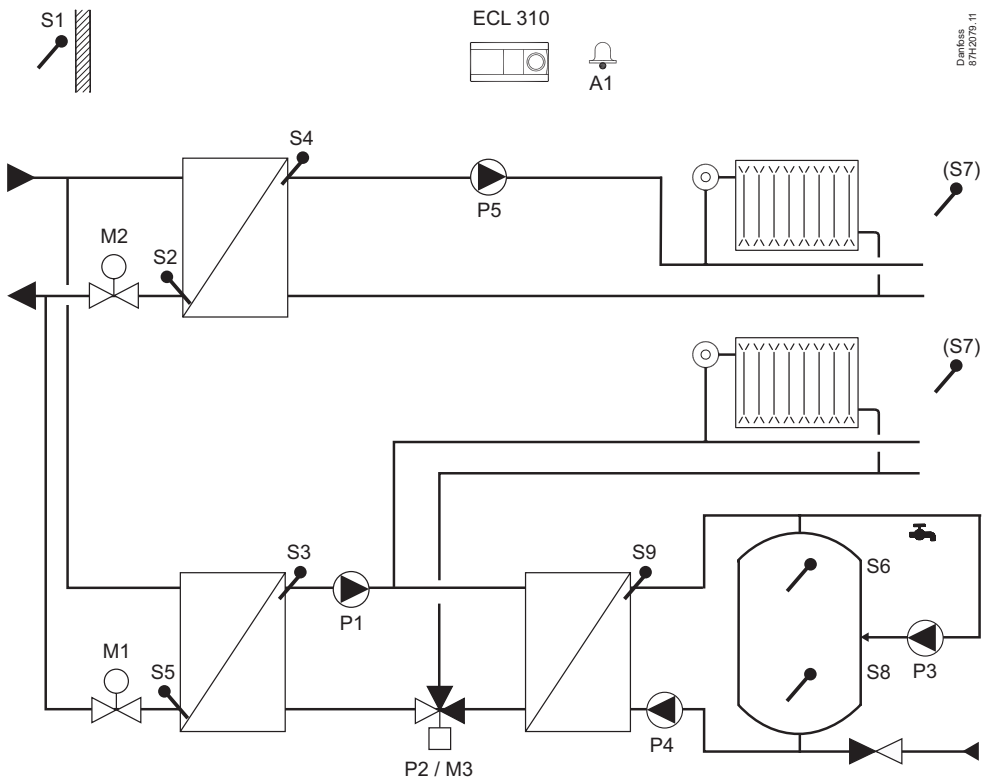 S1
ECL 310
A1
Danfoss
87H2079.11
S4
(S7)
P5
M2
S2
(S7)
S3
S9
S6
P1
M1
S5
S8
P3
P4
P2 / M3